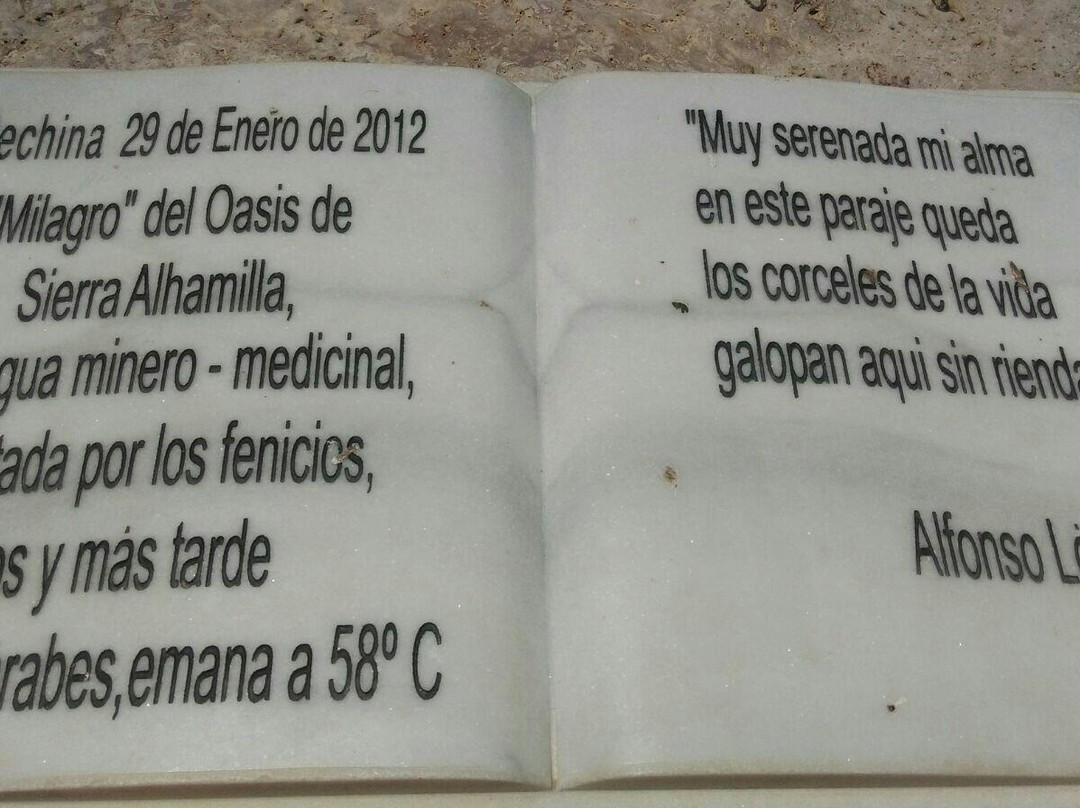 echina 29 de Enero de 2012
"Milagro" del Oasis de
Sierra Alhamilla,
gua minero - medicinal,
tada por los fenicios,
os y más tarde
rabes,emana a 58º C
"Muy serenada mi alma
en este paraje queda
los corceles de la vida
galopan aqui sin rienda
Alfonso Ló